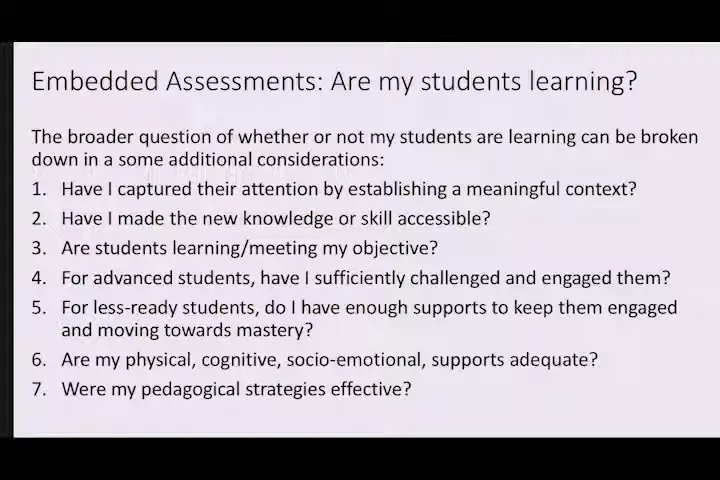 Embedded Assessments: Are my students learning?
The broader question of whether or not my students are learning can be broken
down in a some additional considerations:
1. Have I captured their attention by establishing a meaningful context?
2. Have I made the new knowledge or skill accessible?
3. Are students learning/meeting my objective?
4. For advanced students, have I sufficiently challenged and engaged them?
5. For less-ready students, do I have enough supports to keep them engaged
and moving towards mastery?
6. Are my physical, cognitive, socio-emotional, supports adequate?
7. Were my pedagogical strategies effective?